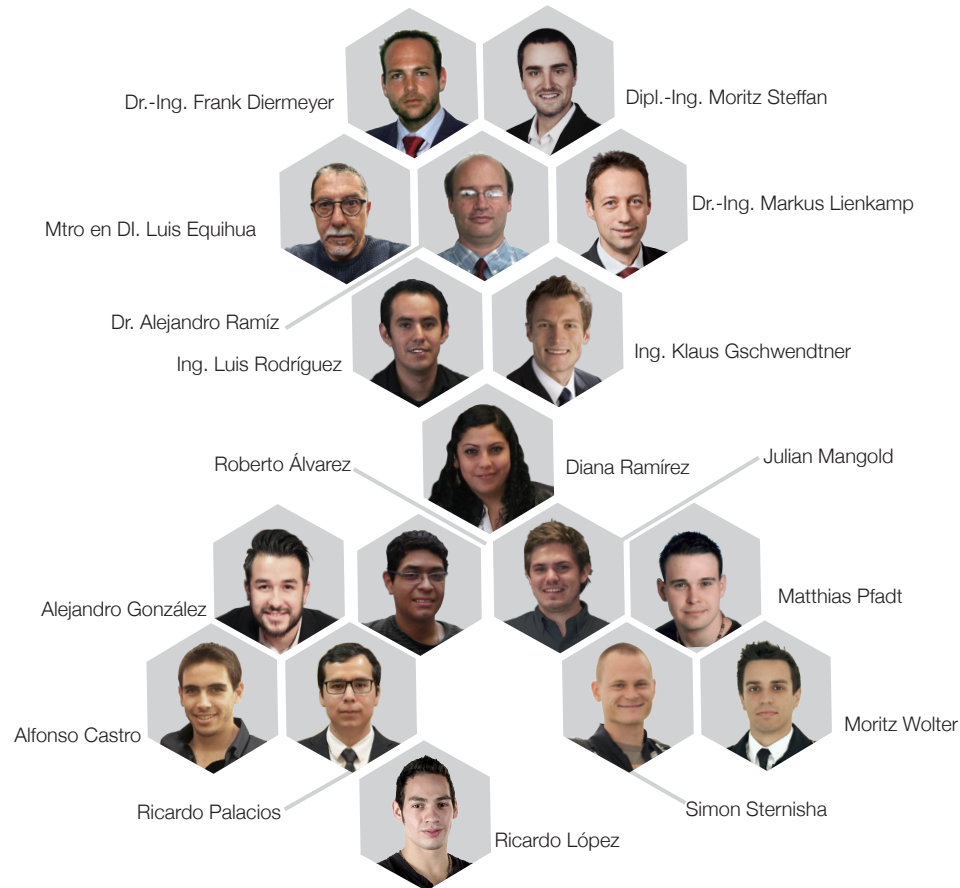 Dr.-Ing. Frank Diermeyer
Dipl.-Ing. Moritz Steffan
Mtro en DI. Luis Equihua
Dr.-Ing. Markus Lienkamp
Dr. Alejandro Ramíz
Ing. Luis Rodríguez
Ing. Klaus Gschwendtner
Roberto Álvarez
Diana Ramírez
Julian Mangold
Alejandro González
Matthias Pfadt
Alfonso Castro
Moritz Wolter
Ricardo Palacios
Simon Sternisha
Ricardo López